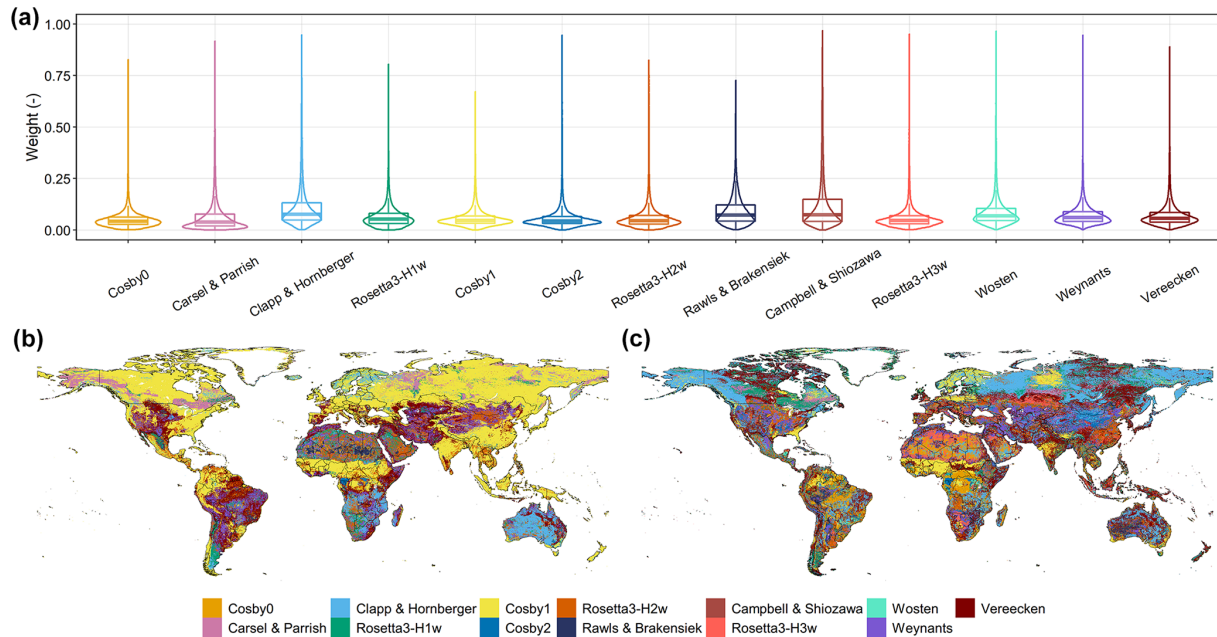 (a)
1.00
0.75
0.50
0.25
0.00
Weight (-)
Cosby0
Carsel & Parrish
Clapp & Hornberger
Rosetta3-H1w
Cosby1
Cosby2
Rosetta3-H2w
Rawls & Brakensiek
Campbell & Shiozawa
Rosetta3-H3w
Wosten
Weynants
Vereecken
(b)
(c)
Cosby0 Clapp & Hornberger Cosby1 Rosetta3-H2w Campbell & Shiozawa Wosten Vereecken
Carsel & Parrish Rosetta3-H1w Cosby2 Rawls & Brakensiek Rosetta3-H3w Weynants